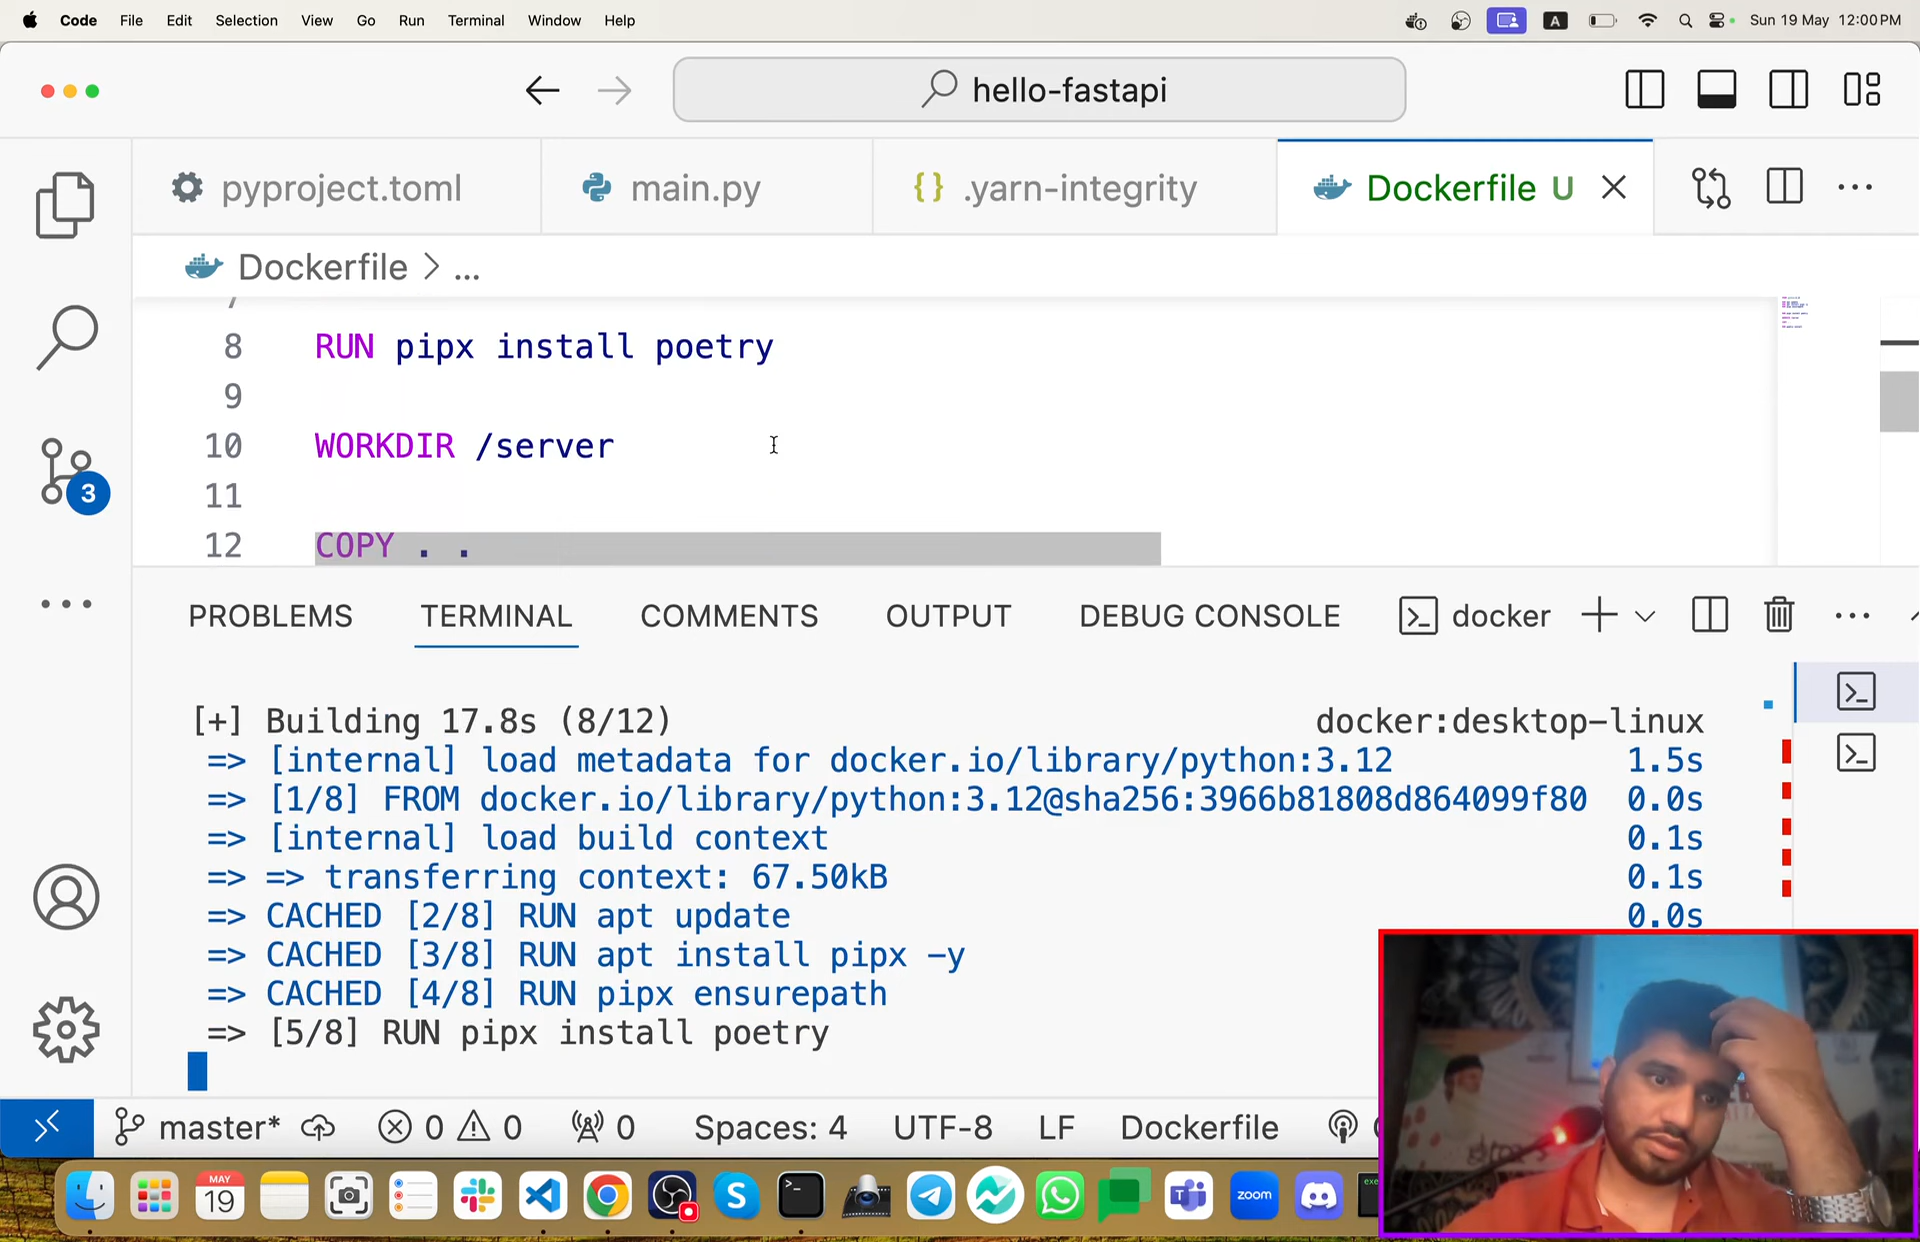 Code File Edit Selection View Go Run Terminal Window Help A Sun 19 May 12:00 PM
hello-fastapi
pyproject.toml main.py {} .yarn-integrity Dockerfile U
Dockerfile > ...
7
8 RUN pipx install poetry
9
10 WORKDIR /server
11
12 COPY . .
3
PROBLEMS TERMINAL COMMENTS OUTPUT DEBUG CONSOLE docker
[+] Building 17.8s (8/12) docker:desktop-linux
=> [internal] load metadata for docker.io/library/python:3.12 1.5s
=> [1/8] FROM docker.io/library/python:3.12@sha256:3966b81808d864099f80 0.0s
=> [internal] load build context 0.1s
=> => transferring context: 67.50kB 0.1s
=> CACHED [2/8] RUN apt update 0.0s
=> CACHED [3/8] RUN apt install pipx -y
=> CACHED [4/8] RUN pipx ensurepath
=> [5/8] RUN pipx install poetry
master* 0 0 0 Spaces: 4 UTF-8 LF Dockerfile
MAY
19
S
zoom